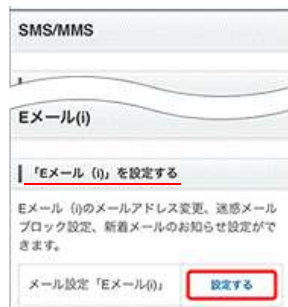 SMS/MMS
Eメール(i)
「Eメール（i)」を設定する
Eメール（i)のメールアドレス変更、迷惑メール
ブロック設定、新着メールのお知らせ設定がで
きます。
メール設定「Eメール(i)」 設定する